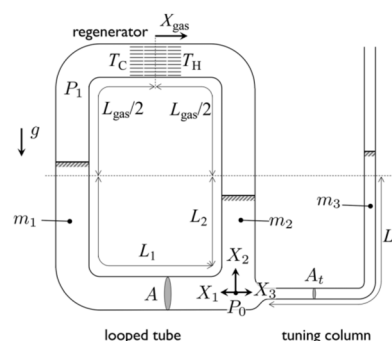 regenerator
X_gas
T_C T_H
P_1
L_gas/2 L_gas/2
g
m_1 L_2 m_2 m_3
L
L_1
X_2
A X_1 X_3 A_t
P_0
looped tube tuning column